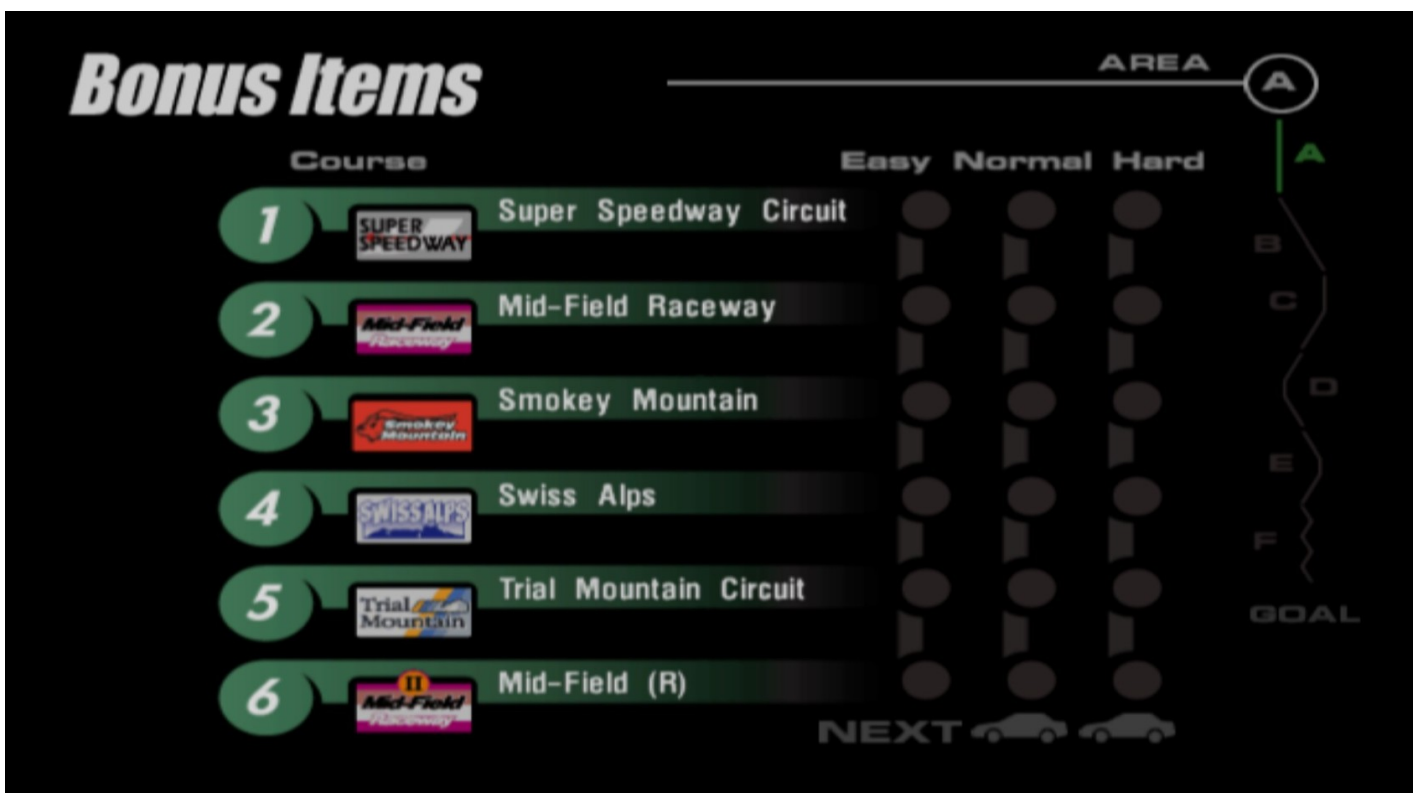 Bonus Items
AREA
A
Course
Easy Normal Hard
A
1
SUPER
SPEEDWAY
Super Speedway Circuit
B
2
Mid-Field
Raceway
Mid-Field Raceway
C
3
Smokey
Mountain
Smokey Mountain
D
4
SWISSALPS
Swiss Alps
E
F
5
Trial
Mountain
Trial Mountain Circuit
GOAL
6
II
Mid-Field
Raceway
Mid-Field (R)
NEXT